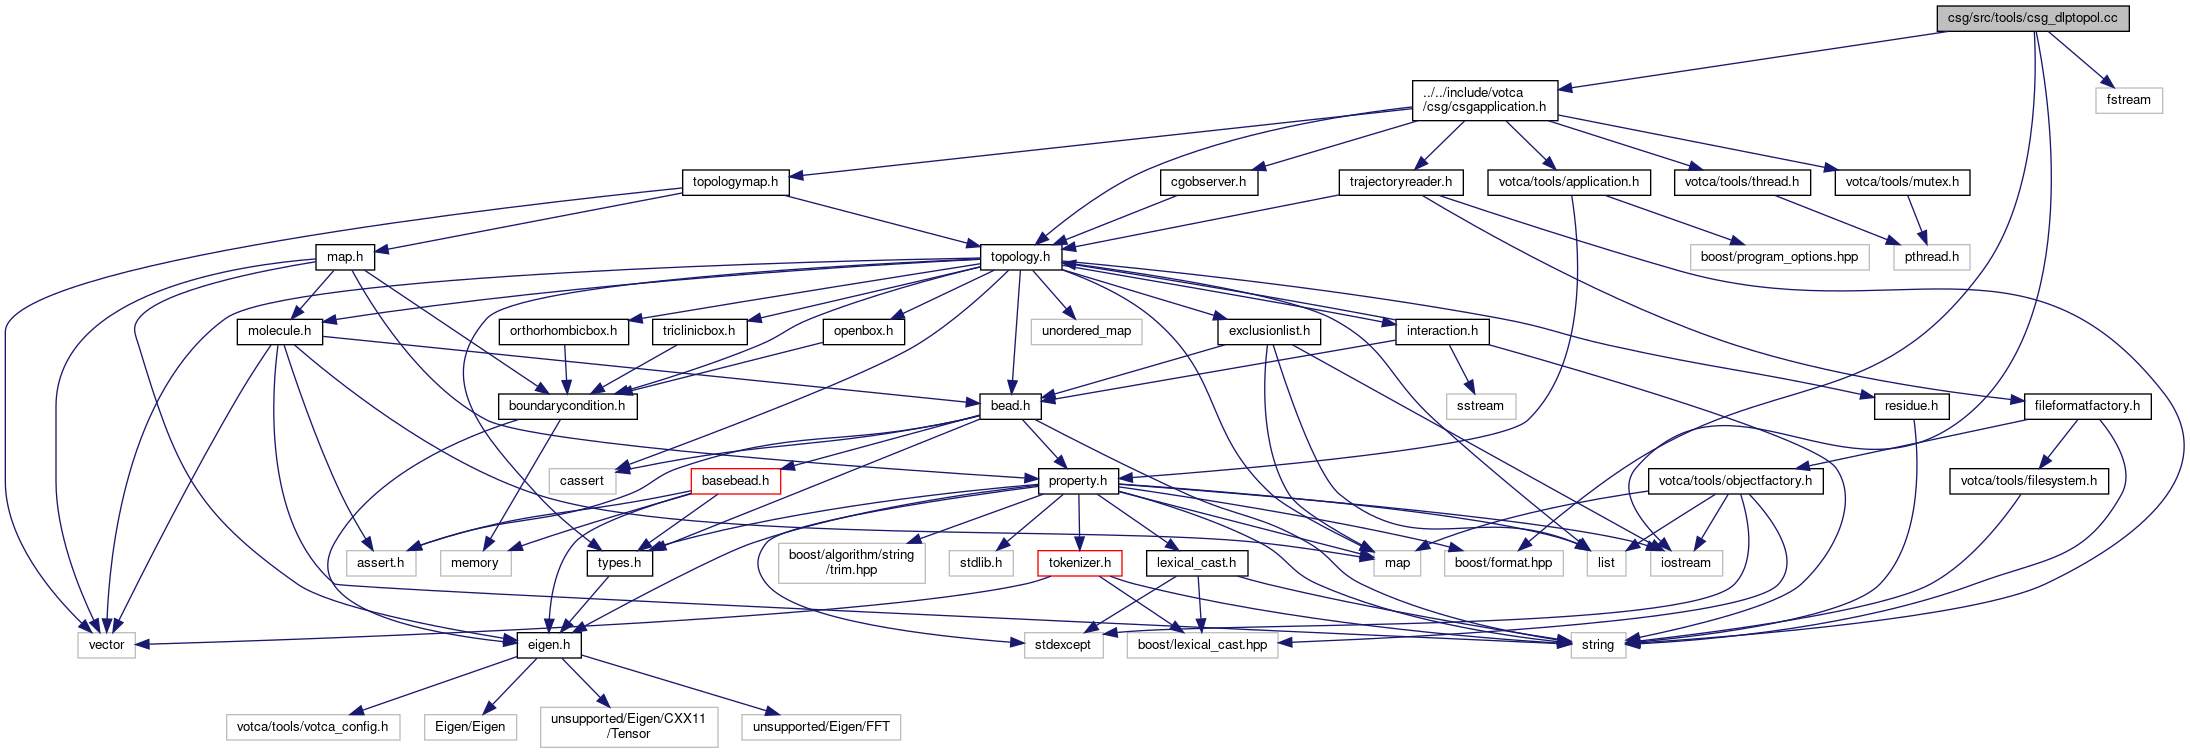 csg/src/tools/csg_dlptopol.cc
../../include/votca
/csg/csgapplication.h
fstream
topologymap.h
cgobserver.h
trajectoryreader.h
votca/tools/application.h
votca/tools/thread.h
votca/tools/mutex.h
map.h
topology.h
boost/program_options.hpp
pthread.h
molecule.h
orthorhombicbox.h
triclinicbox.h
openbox.h
unordered_map
exclusionlist.h
interaction.h
boundarycondition.h
bead.h
sstream
residue.h
fileformatfactory.h
cassert
basebead.h
property.h
votca/tools/objectfactory.h
votca/tools/filesystem.h
assert.h
memory
types.h
boost/algorithm/string
/trim.hpp
stdlib.h
tokenizer.h
lexical_cast.h
map
boost/format.hpp
list
iostream
vector
eigen.h
stdexcept
boost/lexical_cast.hpp
string
votca/tools/votca_config.h
Eigen/Eigen
unsupported/Eigen/CXX11
/Tensor
unsupported/Eigen/FFT